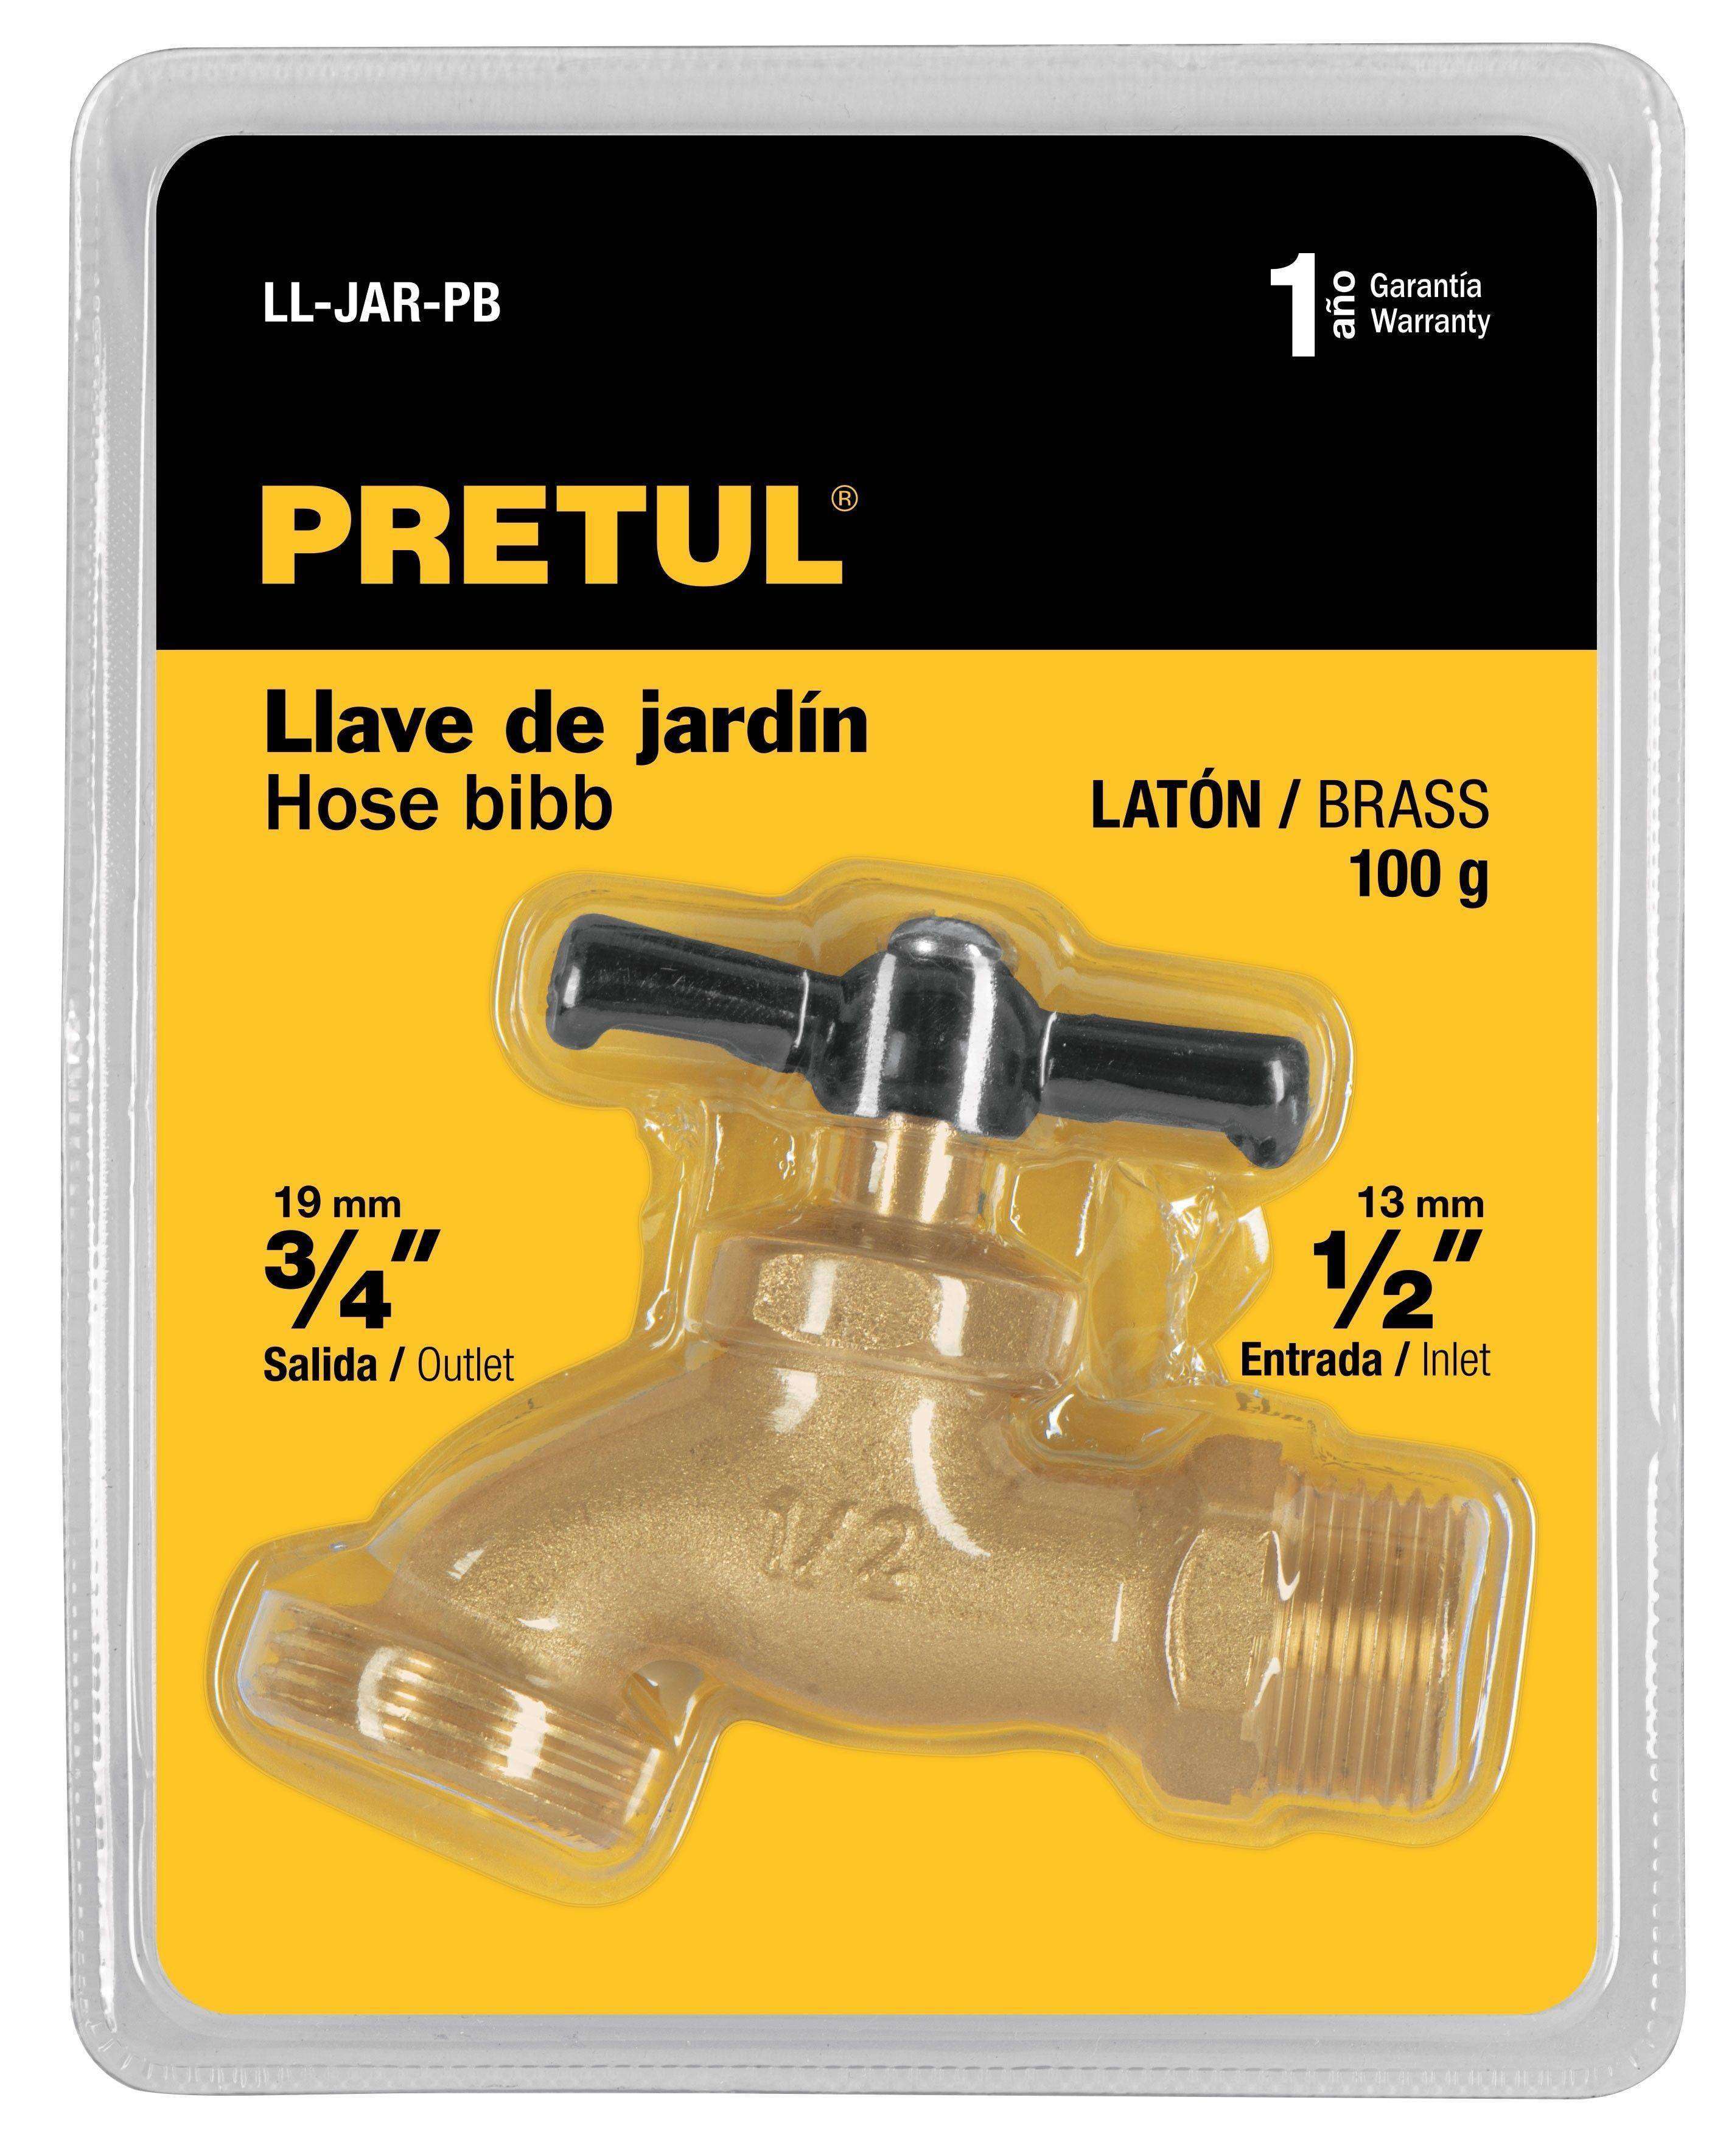 LL-JAR-PB
1 año Garantía
Warranty
PRETUL®
Llave de jardín
Hose bibb
LATÓN / BRASS
100 g
19 mm
3/4"
Salida / Outlet
13 mm
1/2"
Entrada / Inlet
1/2